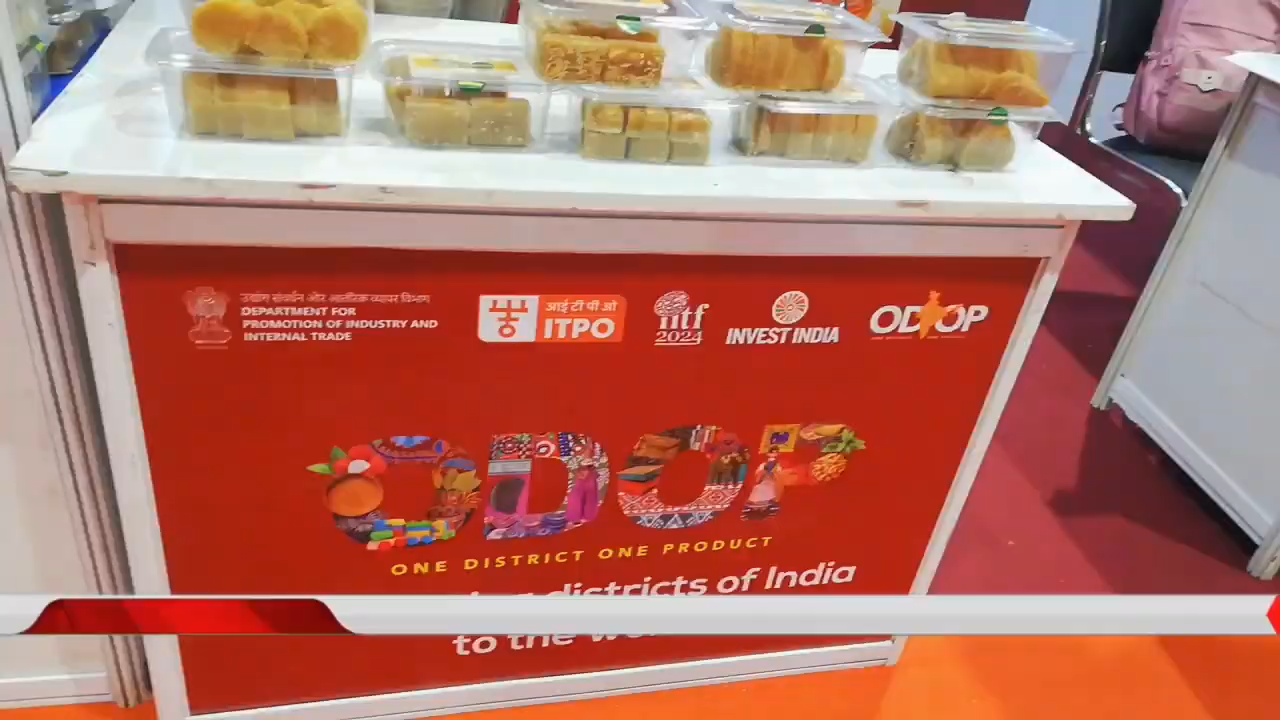 उद्योग संवर्धन और आंतरिक व्यापार विभाग
DEPARTMENT FOR
PROMOTION OF INDUSTRY AND
INTERNAL TRADE
आई टी पी ओ
ITPO
iitf
2024
INVEST INDIA
ODOP
ODOP
ONE DISTRICT ONE PRODUCT
districts of India
to the